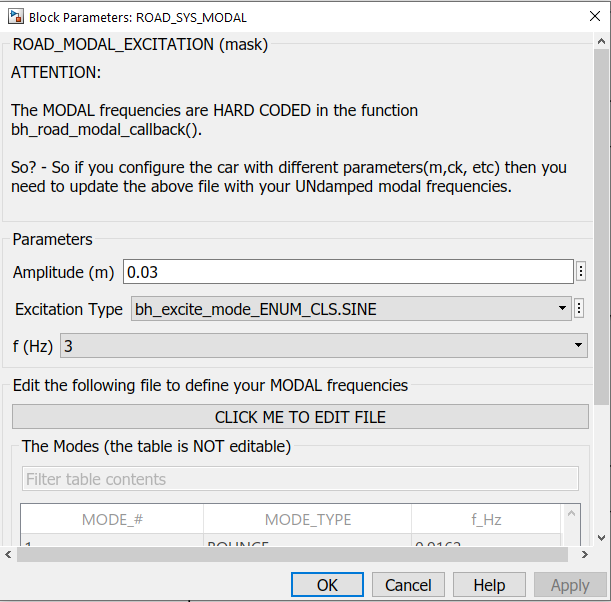 Block Parameters: ROAD_SYS_MODAL
ROAD_MODAL_EXCITATION (mask)
ATTENTION:
The MODAL frequencies are HARD CODED in the function
bh_road_modal_callback().
So? - So if you configure the car with different parameters(m,ck, etc) then you
need to update the above file with your UNdamped modal frequencies.
Parameters
Amplitude (m) 0.03
Excitation Type bh_excite_mode_ENUM_CLS.SINE
f (Hz) 3
Edit the following file to define your MODAL frequencies
CLICK ME TO EDIT FILE
The Modes (the table is NOT editable)
Filter table contents
MODE_# MODE_TYPE f_Hz
1 BOUNCE
OK Cancel Help Apply